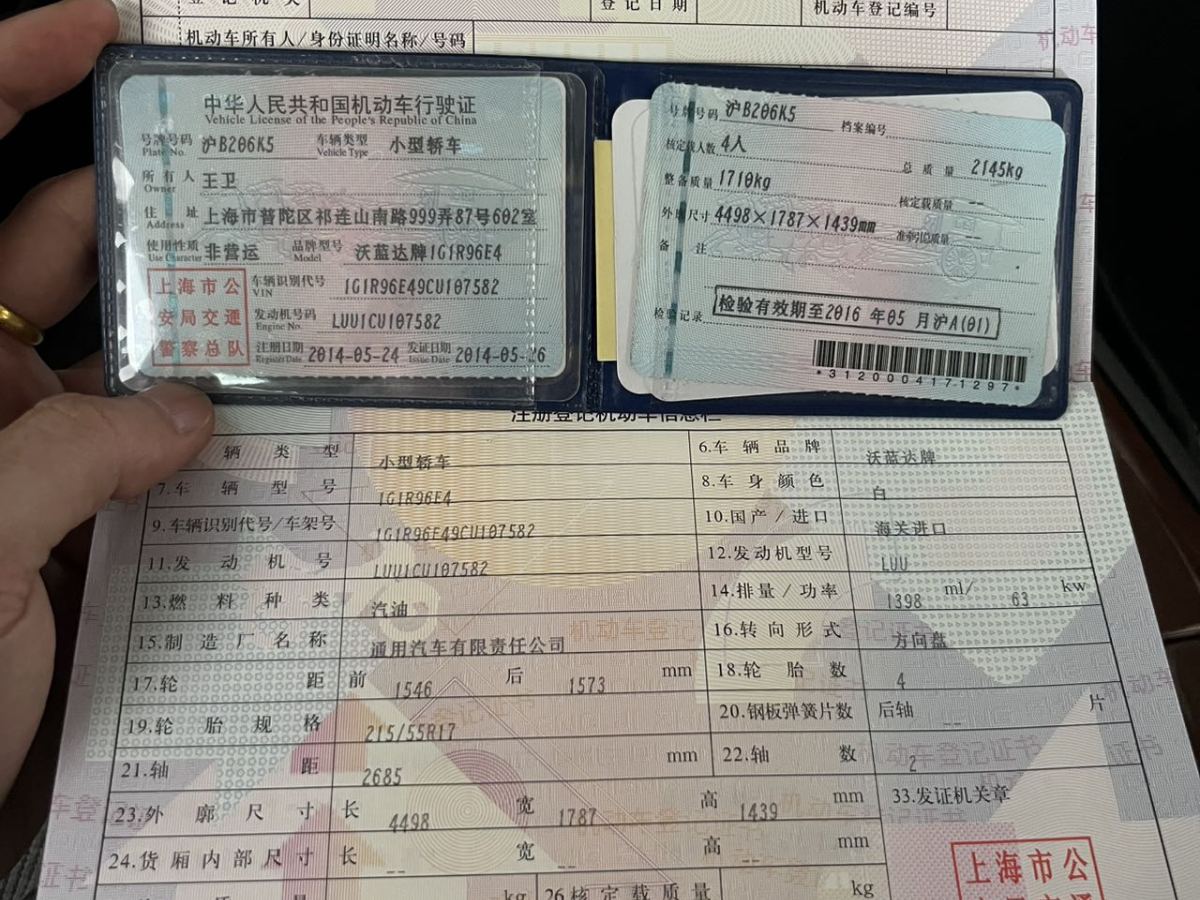 登记机关 登记日期 机动车登记编号
机动车所有人/身份证明名称/号码
中华人民共和国机动车行驶证
Vehicle License of the People's Republic of China
号牌号码 沪B206K5 车辆类型 小型轿车
Plate No. Vehicle Type
所有人 王卫
Owner
住址 上海市普陀区祁连山南路999弄87号602室
Address
使用性质 非营运 品牌型号 沃蓝达牌1G1R96E4
Use Character Model
上海市公
安局交通
警察总队
车辆识别代号 1G1R96E49CU107582
VIN
发动机号码 LUU1CU107582
Engine No.
注册日期 2014-05-24 发证日期 2014-05-26
Register Date Issue Date
号牌号码 沪B206K5 档案编号
核定载人数 4人 总质量 2145kg
整备质量 1710kg 核定载质量 --
外廓尺寸 4498×1787×1439mm 准牵引总质量 --
备注
检验记录 检验有效期至2016年05月沪A(01)
*3120004171297*
注册登记机动车信息栏
辆类型 小型轿车 6.车辆品牌 沃蓝达牌
7.车辆型号 1G1R96E4 8.车身颜色 白
9.车辆识别代号/车架号 1G1R96E49CU107582 10.国产/进口 海关进口
11.发动机号 LUU1CU107582 12.发动机型号 LUU
13.燃料种类 汽油 14.排量/功率 1398 ml/ 63 kw
15.制造厂名称 通用汽车有限责任公司 16.转向形式 方向盘
17.轮距 前 1546 后 1573 mm 18.轮胎数 4
19.轮胎规格 215/55R17 20.钢板弹簧片数 后轴 -- 片
21.轴距 2685 mm 22.轴数 2
23.外廓尺寸 长 4498 宽 1787 高 1439 mm 33.发证机关章
24.货厢内部尺寸 长 -- 宽 -- 高 -- mm
上海市公
kg 26.核定载质量 kg